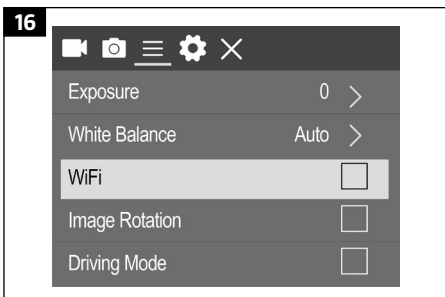 16
Exposure 0 >
White Balance Auto >
WiFi
Image Rotation
Driving Mode